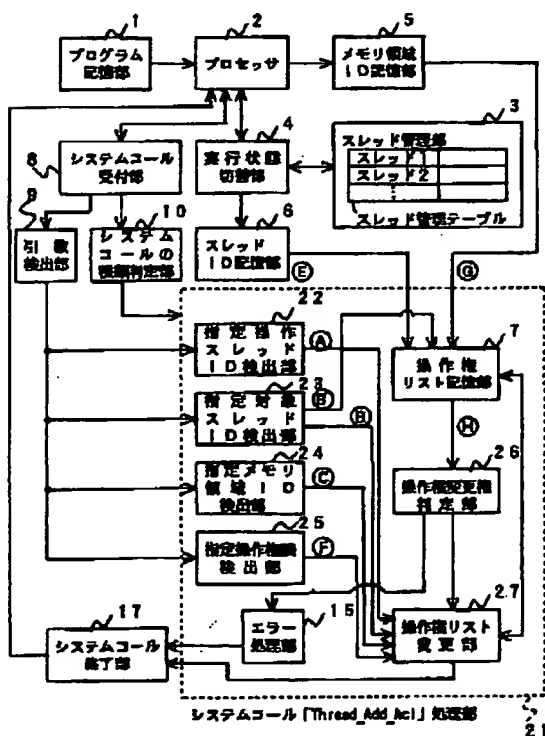 1
プログラム
記憶部
2
プロセッサ
5
メモリ領域
ID記憶部
3
スレッド管理部
スレッド1
スレッド2
スレッド管理テーブル
4
実行状態
切替部
8
システムコール
受付部
9
引数
検出部
10
システム
コールの
種類判定部
6
スレッド
ID記憶部
E
G
22
指定操作
スレッド
ID検出部
A
23
指定対象
スレッド
ID検出部
B
B
24
指定メモリ
領域ID
検出部
C
25
指定操作権限
検出部
F
7
操作権
リスト記憶部
H
26
操作権変更権
判定部
27
操作権リスト
変更部
15
エラー
処理部
17
システムコール
終了部
システムコール「Thread_Add_Acl」処理部
21